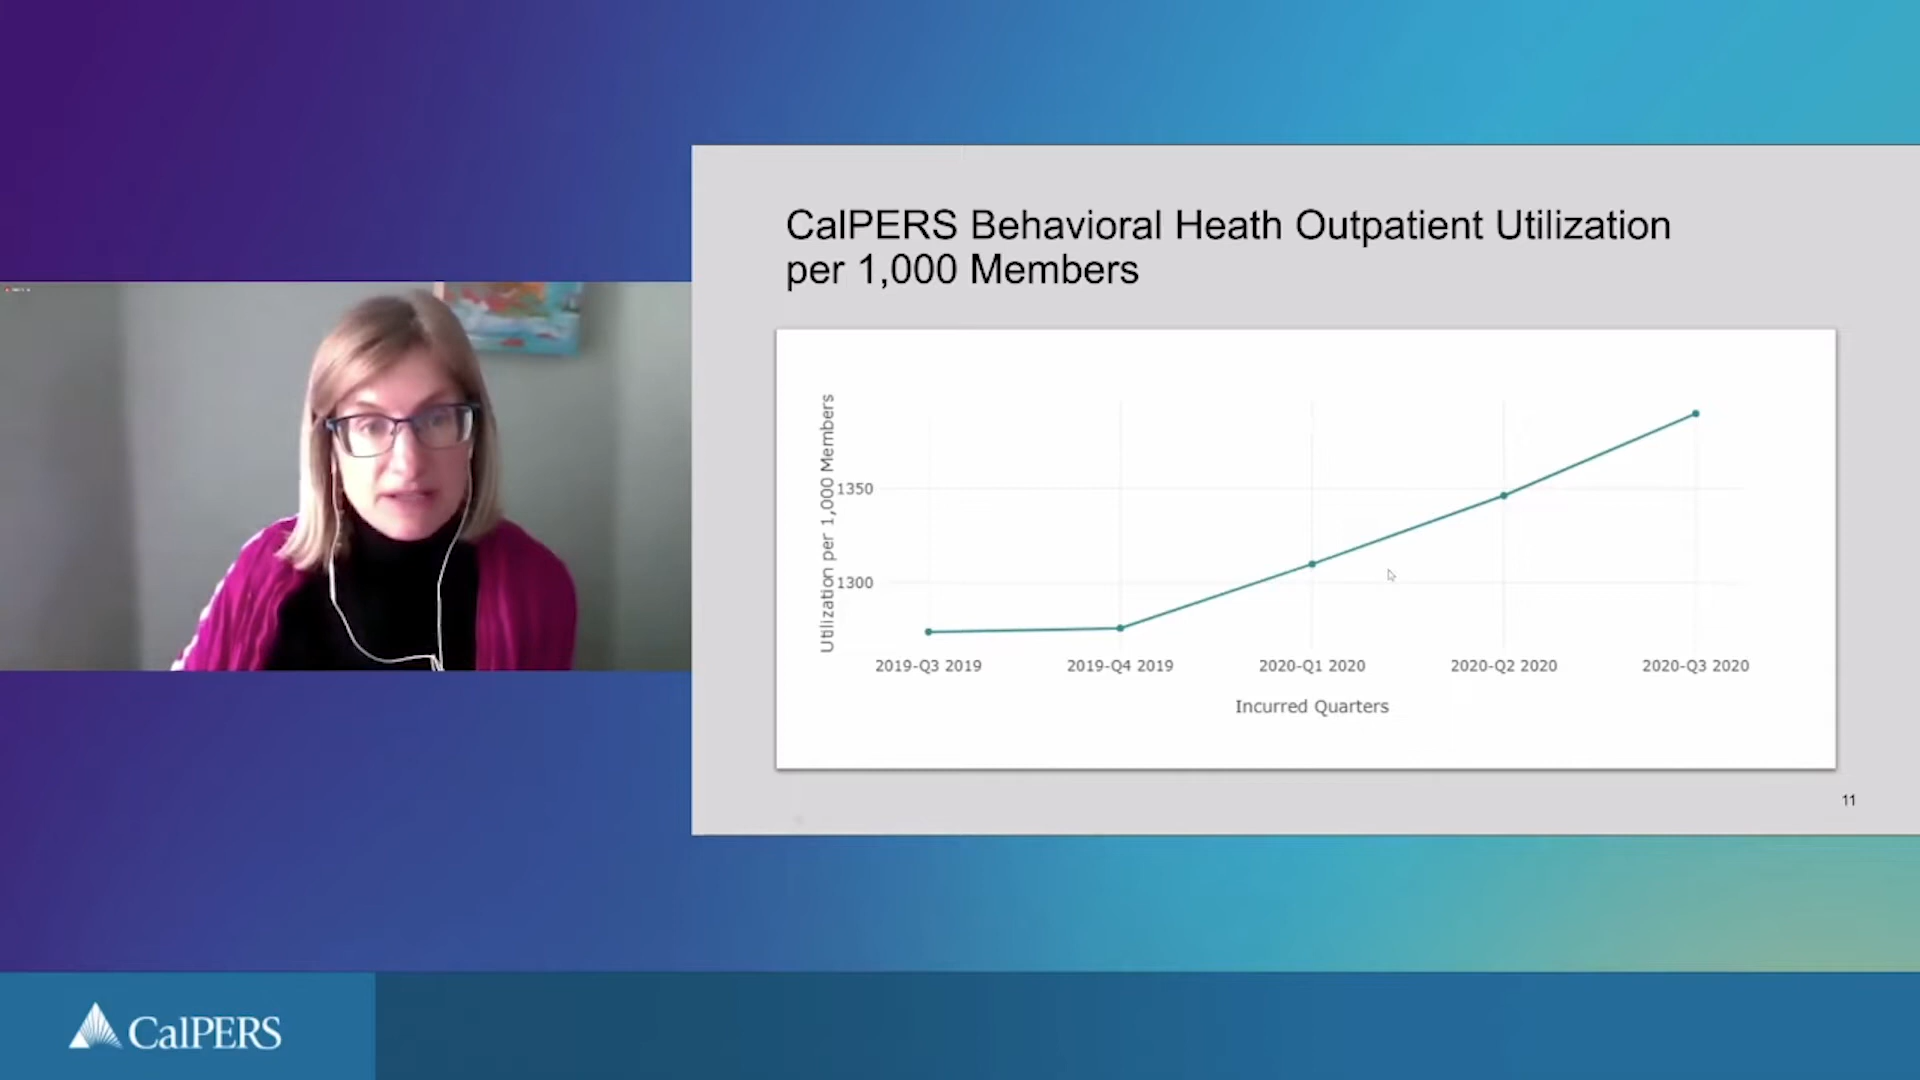 CalPERS Behavioral Heath Outpatient Utilization
per 1,000 Members
Utilization per 1,000 Members
1350
1300
2019-Q3 2019
2019-Q4 2019
2020-Q1 2020
2020-Q2 2020
2020-Q3 2020
Incurred Quarters
11
CalPERS